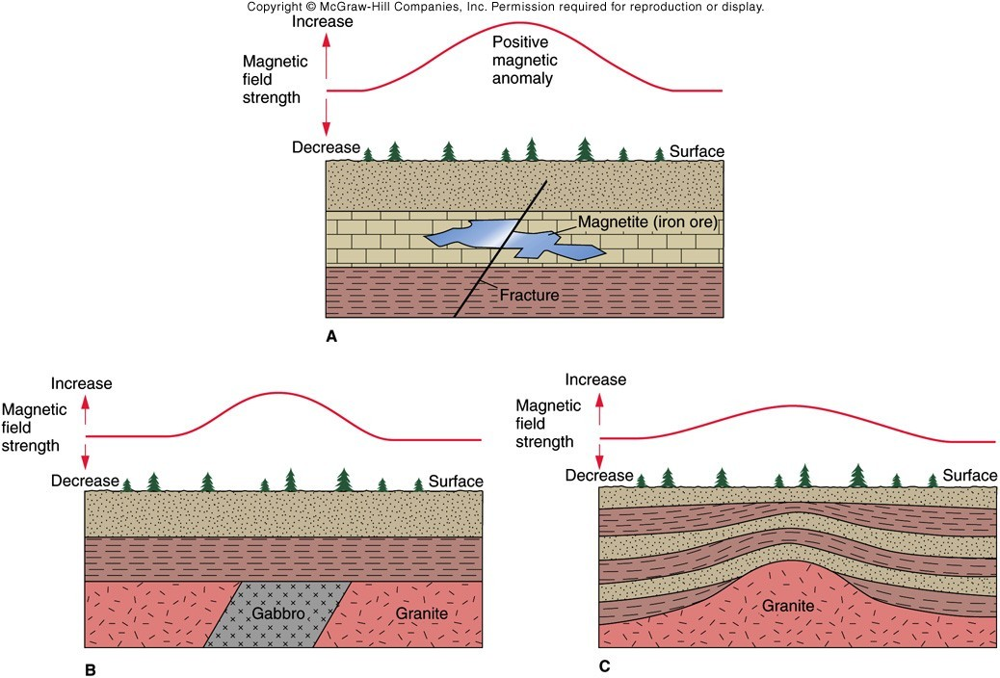 Copyright © McGraw-Hill Companies, Inc. Permission required for reproduction or display.
Increase
Magnetic
field
strength
Decrease
Positive
magnetic
anomaly
Surface
Magnetite (iron ore)
Fracture
A
Increase
Magnetic
field
strength
Decrease
Surface
Gabbro
Granite
B
Increase
Magnetic
field
strength
Decrease
Surface
Granite
C